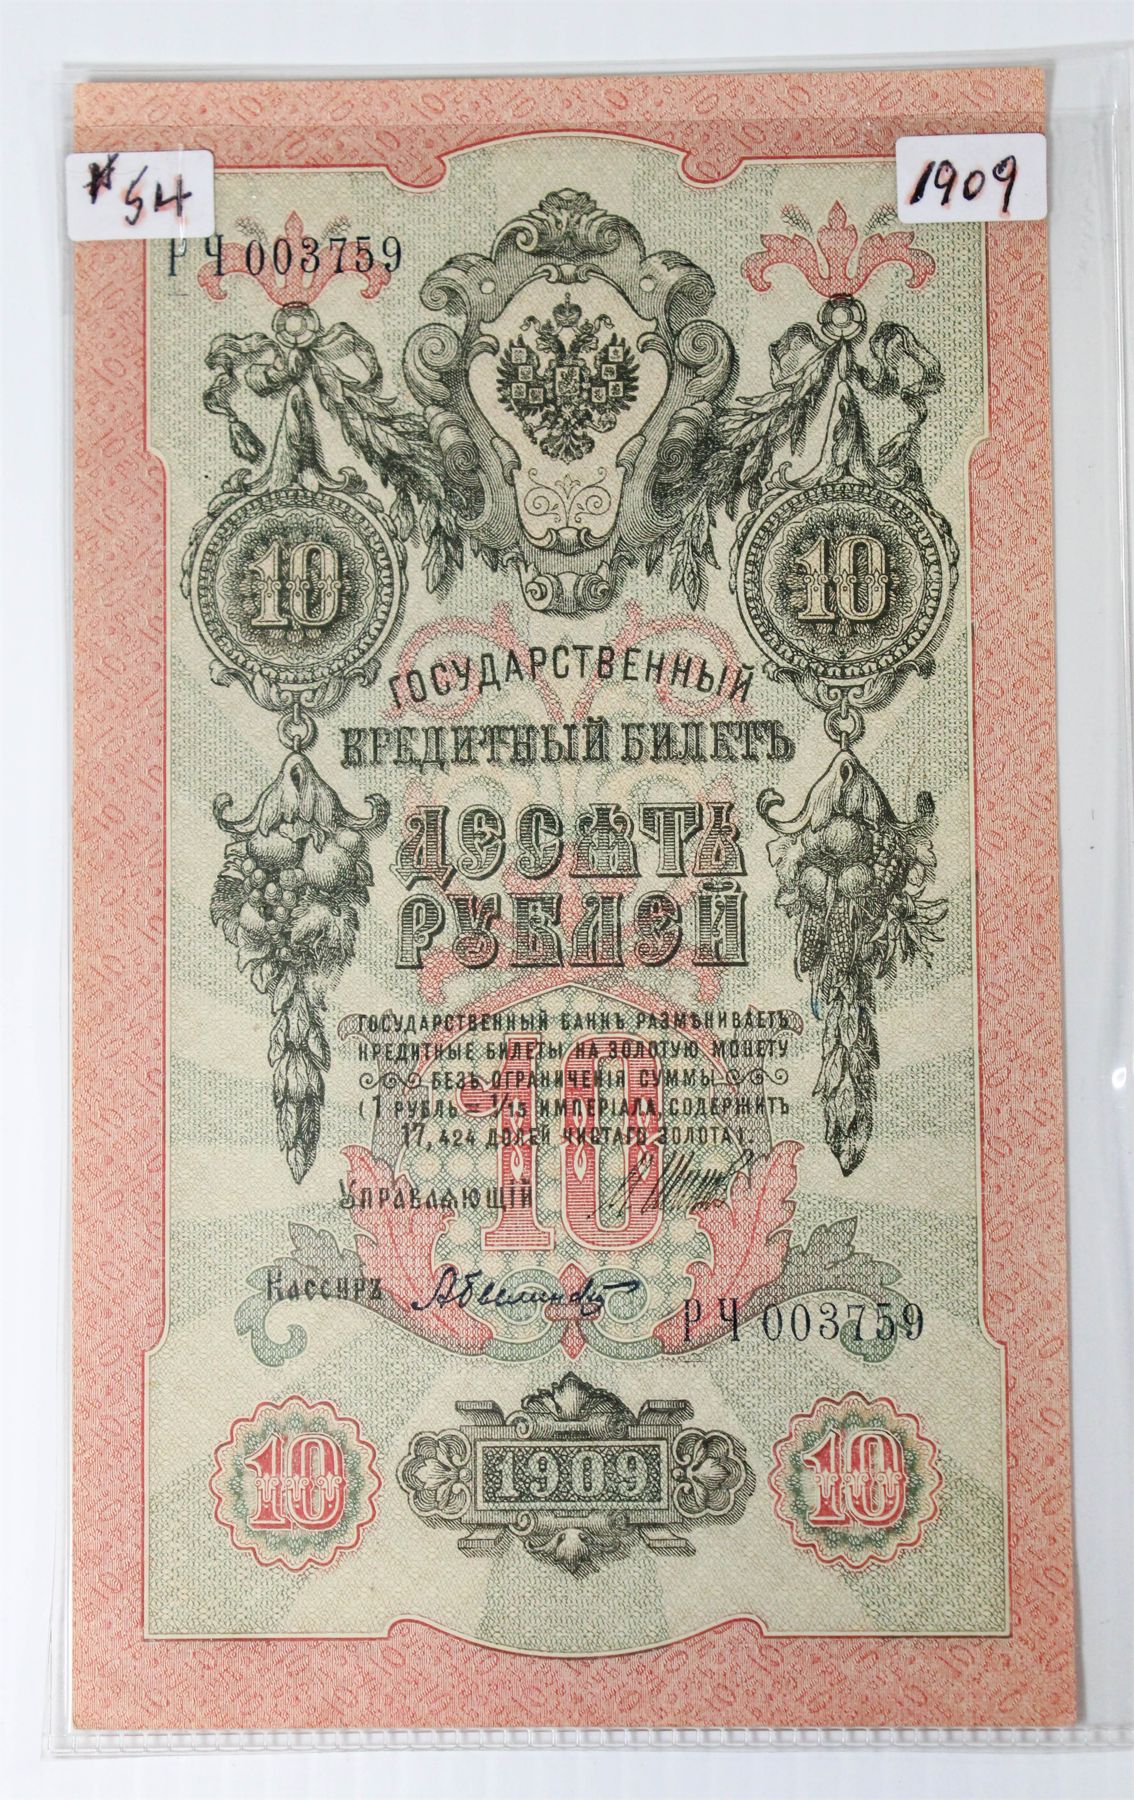 # 54
1909
РЧ 003759
10
10
ГОСУДАРСТВЕННЫЙ
КРЕДИТНЫЙ БИЛЕТЪ
ДЕСЯТЬ
РУБЛЕЙ
ГОСУДАРСТВЕННЫЙ БАНКЪ РАЗМѢНИВАЕТЪ
КРЕДИТНЫЕ БИЛЕТЫ НА ЗОЛОТУЮ МОНЕТУ
БЕЗЪ ОГРАНИЧЕНІЯ СУММЫ
(1 РУБЛЬ = 1/15 ИМПЕРІАЛА, СОДЕРЖИТЪ
17,424 ДОЛЕЙ ЧИСТАГО ЗОЛОТА).
10
УПРАВЛЯЮЩІЙ
КАССИРЪ
РЧ 003759
10
1909
10